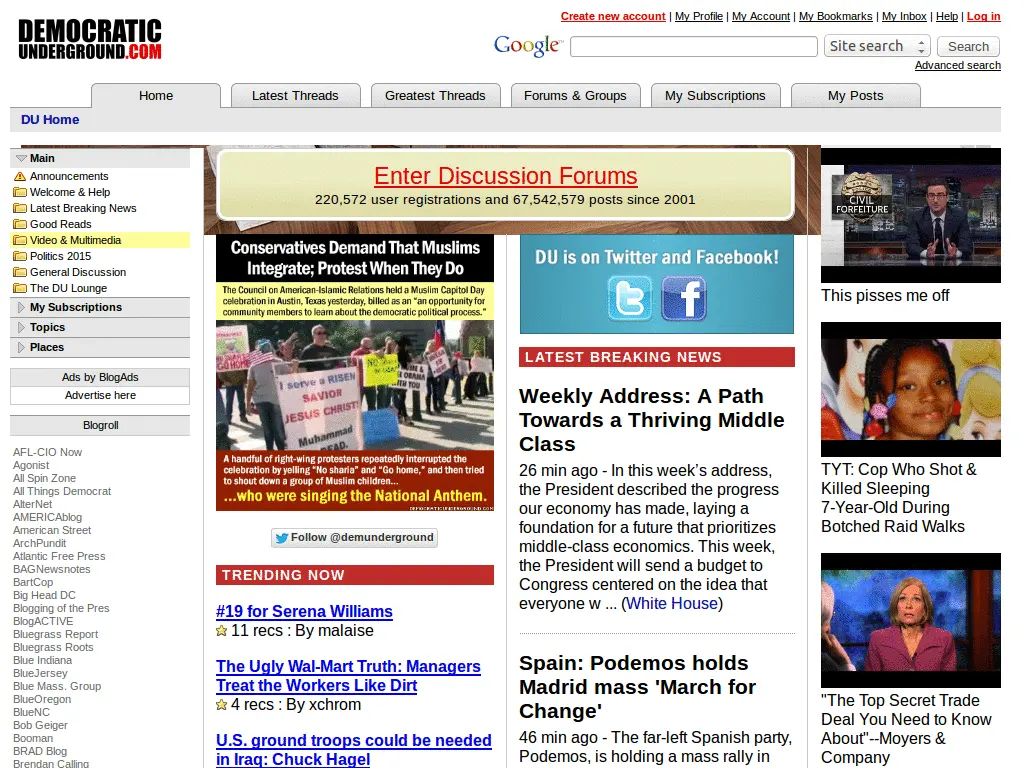 DEMOCRATIC
UNDERGROUND.COM
Create new account | My Profile | My Account | My Bookmarks | My Inbox | Help | Log in
Google™
Site search
Search
Advanced search
Home
Latest Threads
Greatest Threads
Forums & Groups
My Subscriptions
My Posts
DU Home
Main
Announcements
Welcome & Help
Latest Breaking News
Good Reads
Video & Multimedia
Politics 2015
General Discussion
The DU Lounge
My Subscriptions
Topics
Places
Ads by BlogAds
Advertise here
Blogroll
AFL-CIO Now
Agonist
All Spin Zone
All Things Democrat
AlterNet
AMERICAblog
American Street
ArchPundit
Atlantic Free Press
BAGNewsnotes
BartCop
Big Head DC
Blogging of the Pres
BlogACTIVE
Bluegrass Report
Bluegrass Roots
Blue Indiana
BlueJersey
Blue Mass. Group
BlueOregon
BlueNC
Bob Geiger
Booman
BRAD Blog
Brendan Calling
Enter Discussion Forums
220,572 user registrations and 67,542,579 posts since 2001
Conservatives Demand That Muslims
Integrate; Protest When They Do
The Council on American-Islamic Relations held a Muslim Capitol Day
celebration in Austin, Texas yesterday, billed as an "an opportunity for
community members to learn about the democratic political process."
GO HOME
I serve a RISEN
SAVIOR
JESUS CHRIST!
Muhammad
DEAD.
A handful of right-wing protesters repeatedly interrupted the
celebration by yelling "No sharia" and "Go home," and then tried
to shout down a group of Muslim children...
...who were singing the National Anthem.
DEMOCRATICUNDERGROUND.COM
Follow @demunderground
TRENDING NOW
#19 for Serena Williams
11 recs : By malaise
The Ugly Wal-Mart Truth: Managers
Treat the Workers Like Dirt
4 recs : By xchrom
U.S. ground troops could be needed
in Iraq: Chuck Hagel
DU is on Twitter and Facebook!
LATEST BREAKING NEWS
Weekly Address: A Path
Towards a Thriving Middle
Class
26 min ago - In this week's address,
the President described the progress
our economy has made, laying a
foundation for a future that prioritizes
middle-class economics. This week,
the President will send a budget to
Congress centered on the idea that
everyone w ... (White House)
Spain: Podemos holds
Madrid mass 'March for
Change'
46 min ago - The far-left Spanish party,
Podemos, is holding a mass rally in
CIVIL
FORFEITURE
This pisses me off
TYT: Cop Who Shot &
Killed Sleeping
7-Year-Old During
Botched Raid Walks
"The Top Secret Trade
Deal You Need to Know
About"--Moyers &
Company